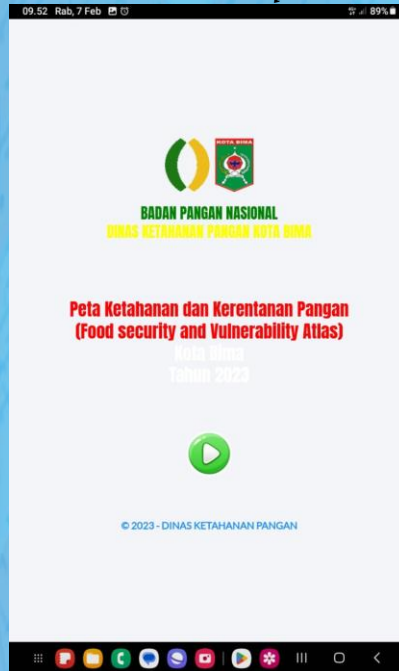 09.52 Rab, 7 Feb
89%
KOTA BIMA
BADAN PANGAN NASIONAL
DINAS KETAHANAN PANGAN KOTA BIMA
Peta Ketahanan dan Kerentanan Pangan
(Food security and Vulnerability Atlas)
Kota Bima
Tahun 2023
© 2023 - DINAS KETAHANAN PANGAN